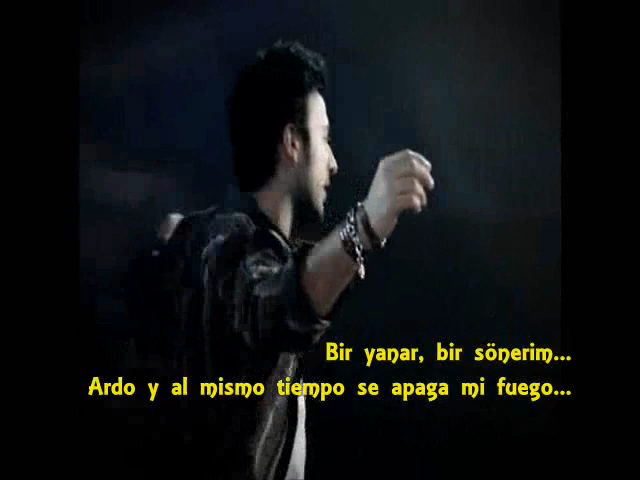 Bir yanar, bir sönerim...
Ardo y al mismo tiempo se apaga mi fuego...